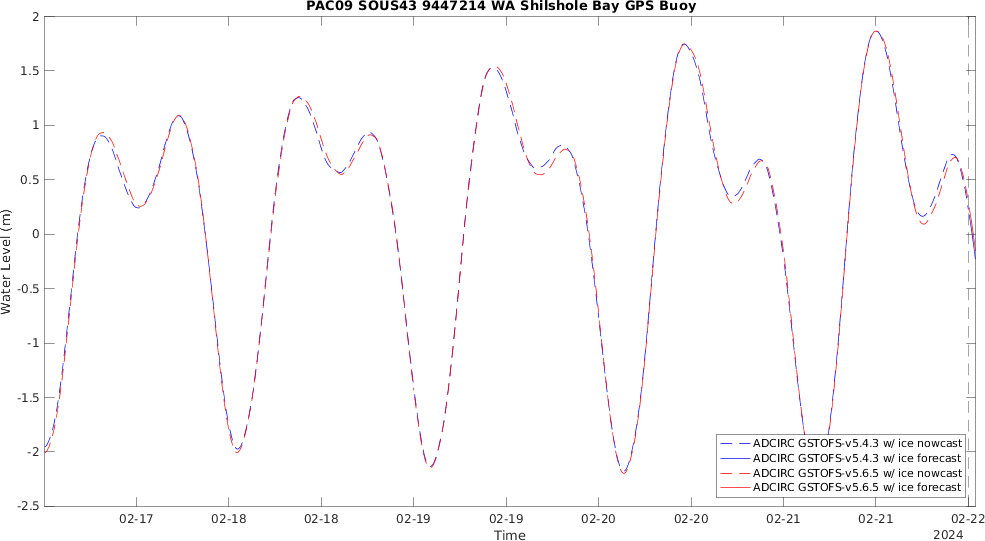 PAC09 SOUS43 9447214 WA Shilshole Bay GPS Buoy
2
1.5
1
0.5
0
-0.5
-1
-1.5
-2
-2.5
Water Level (m)
ADCIRC GSTOFS-v5.4.3 w/ ice nowcast
ADCIRC GSTOFS-v5.4.3 w/ ice forecast
ADCIRC GSTOFS-v5.6.5 w/ ice nowcast
ADCIRC GSTOFS-v5.6.5 w/ ice forecast
02-17 02-18 02-18 02-19 02-19 02-20 02-20 02-21 02-21 02-22
Time 2024